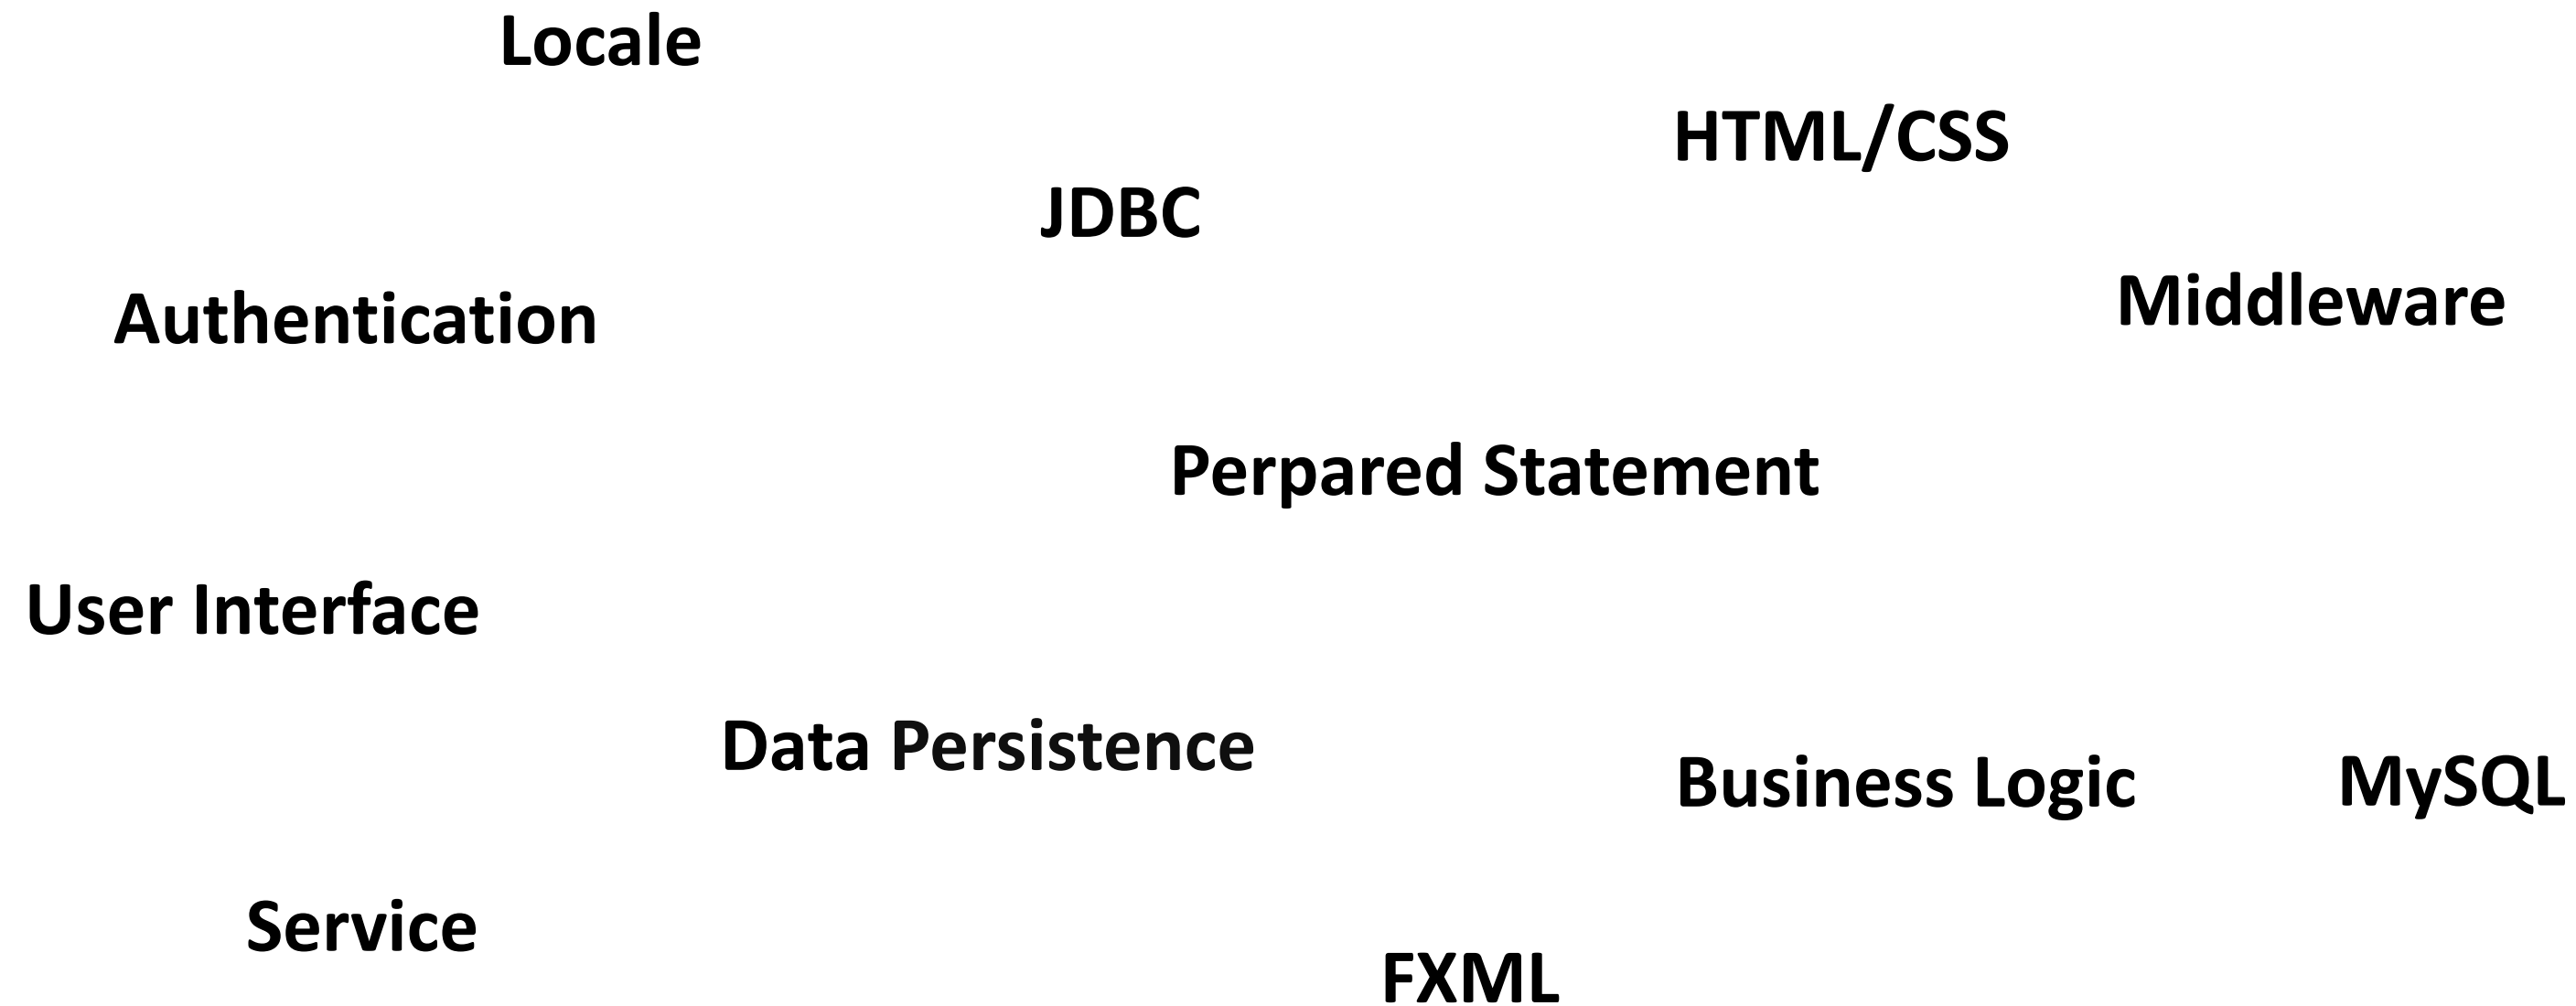 Locale
HTML/CSS
JDBC
Authentication
Middleware
Perpared Statement
User Interface
Data Persistence
Business Logic
MySQL
Service
FXML